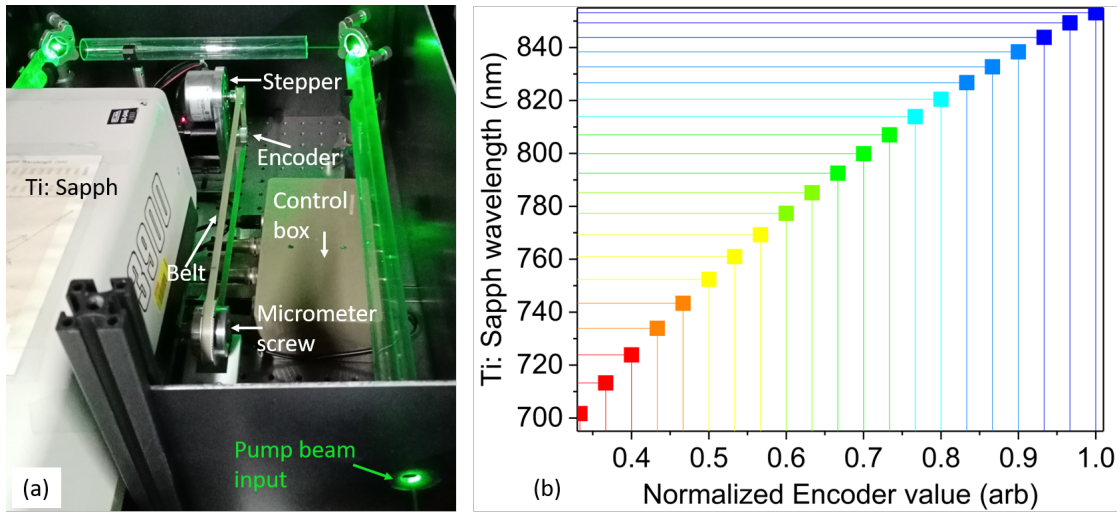 Stepper
Encoder
Ti: Sapph
Control
box
3900
Belt
Micrometer
screw
Pump beam
input
(a)
Ti: Sapph wavelength (nm)
840
820
800
780
760
740
720
700
0.4 0.5 0.6 0.7 0.8 0.9 1.0
(b)
Normalized Encoder value (arb)